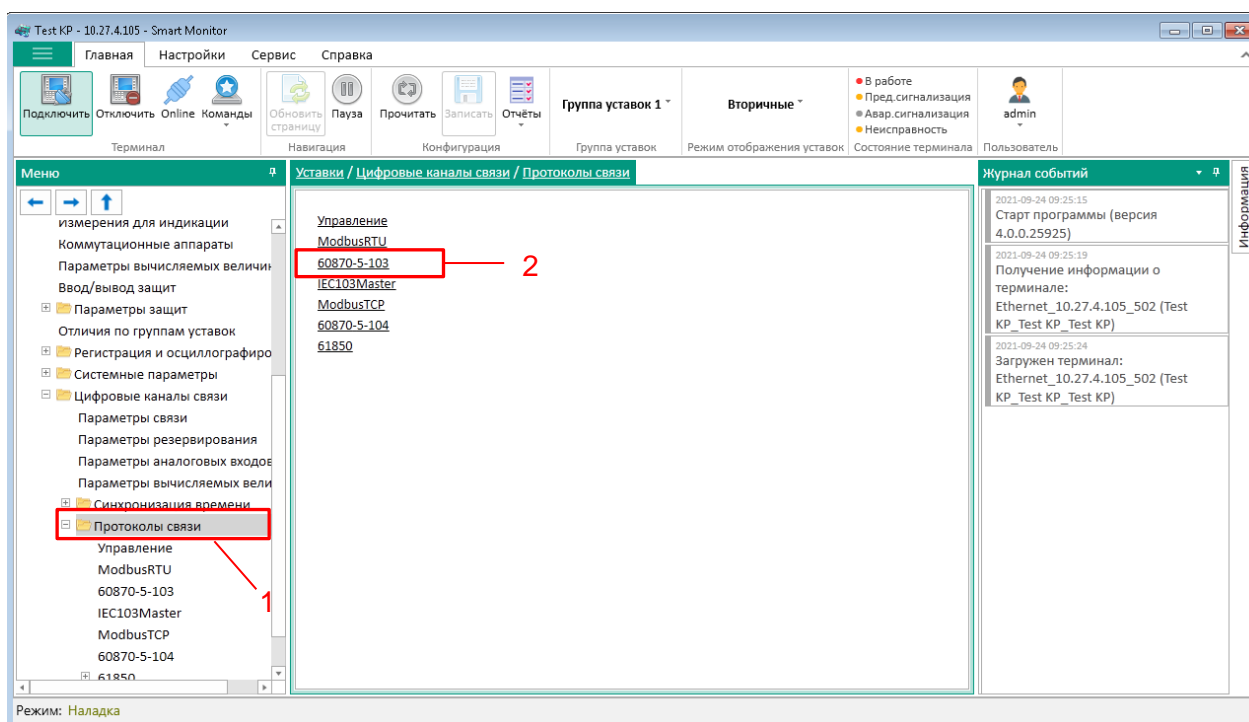 Test KP - 10.27.4.105 - Smart Monitor
Главная Настройки Сервис Справка
Подключить Отключить Online Команды
Обновить страницу Пауза
Прочитать Записать Отчёты
Группа уставок 1
Вторичные
В работе
Пред.сигнализация
Авар.сигнализация
Неисправность
admin
Терминал Навигация Конфигурация Группа уставок Режим отображения уставок Состояние терминала Пользователь
Меню
измерения для индикации
Коммутационные аппараты
Параметры вычисляемых величин
Ввод/вывод защит
Параметры защит
Отличия по группам уставок
Регистрация и осциллографиро
Системные параметры
Цифровые каналы связи
Параметры связи
Параметры резервирования
Параметры аналоговых входов
Параметры вычисляемых вели
Синхронизация времени
Протоколы связи
Управление
ModbusRTU
60870-5-103
IEC103Master
ModbusTCP
60870-5-104
61850
1
Уставки / Цифровые каналы связи / Протоколы связи
Управление
ModbusRTU
60870-5-103
2
IEC103Master
ModbusTCP
60870-5-104
61850
Журнал событий
2021-09-24 09:25:15
Старт программы (версия
4.0.0.25925)
2021-09-24 09:25:19
Получение информации о
терминале:
Ethernet_10.27.4.105_502 (Test
KP_Test KP_Test KP)
2021-09-24 09:25:24
Загружен терминал:
Ethernet_10.27.4.105_502 (Test
KP_Test KP_Test KP)
Информация
Режим: Наладка